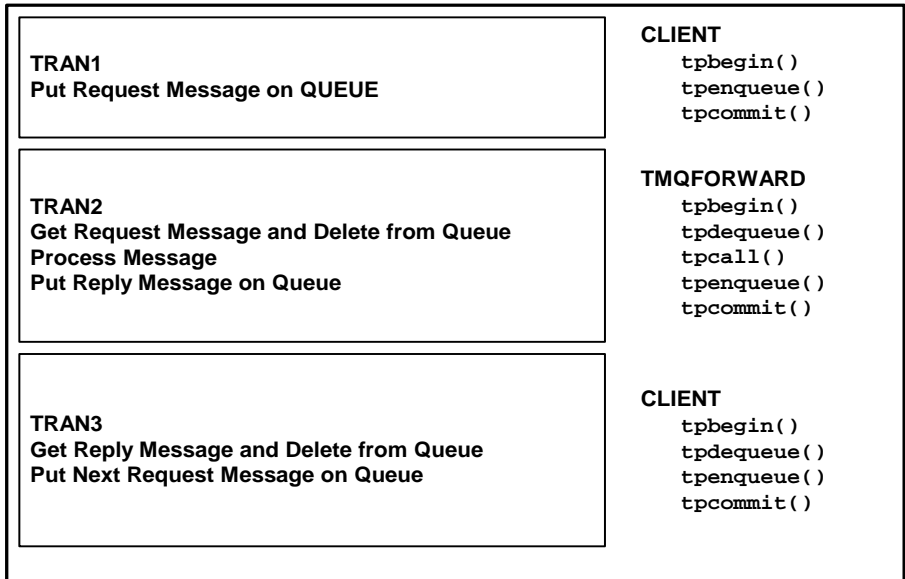 TRAN1
Put Request Message on QUEUE
CLIENT
tpbegin()
tpenqueue()
tpcommit()
TRAN2
Get Request Message and Delete from Queue
Process Message
Put Reply Message on Queue
TMQFORWARD
tpbegin()
tpdequeue()
tpcall()
tpenqueue()
tpcommit()
TRAN3
Get Reply Message and Delete from Queue
Put Next Request Message on Queue
CLIENT
tpbegin()
tpdequeue()
tpenqueue()
tpcommit()